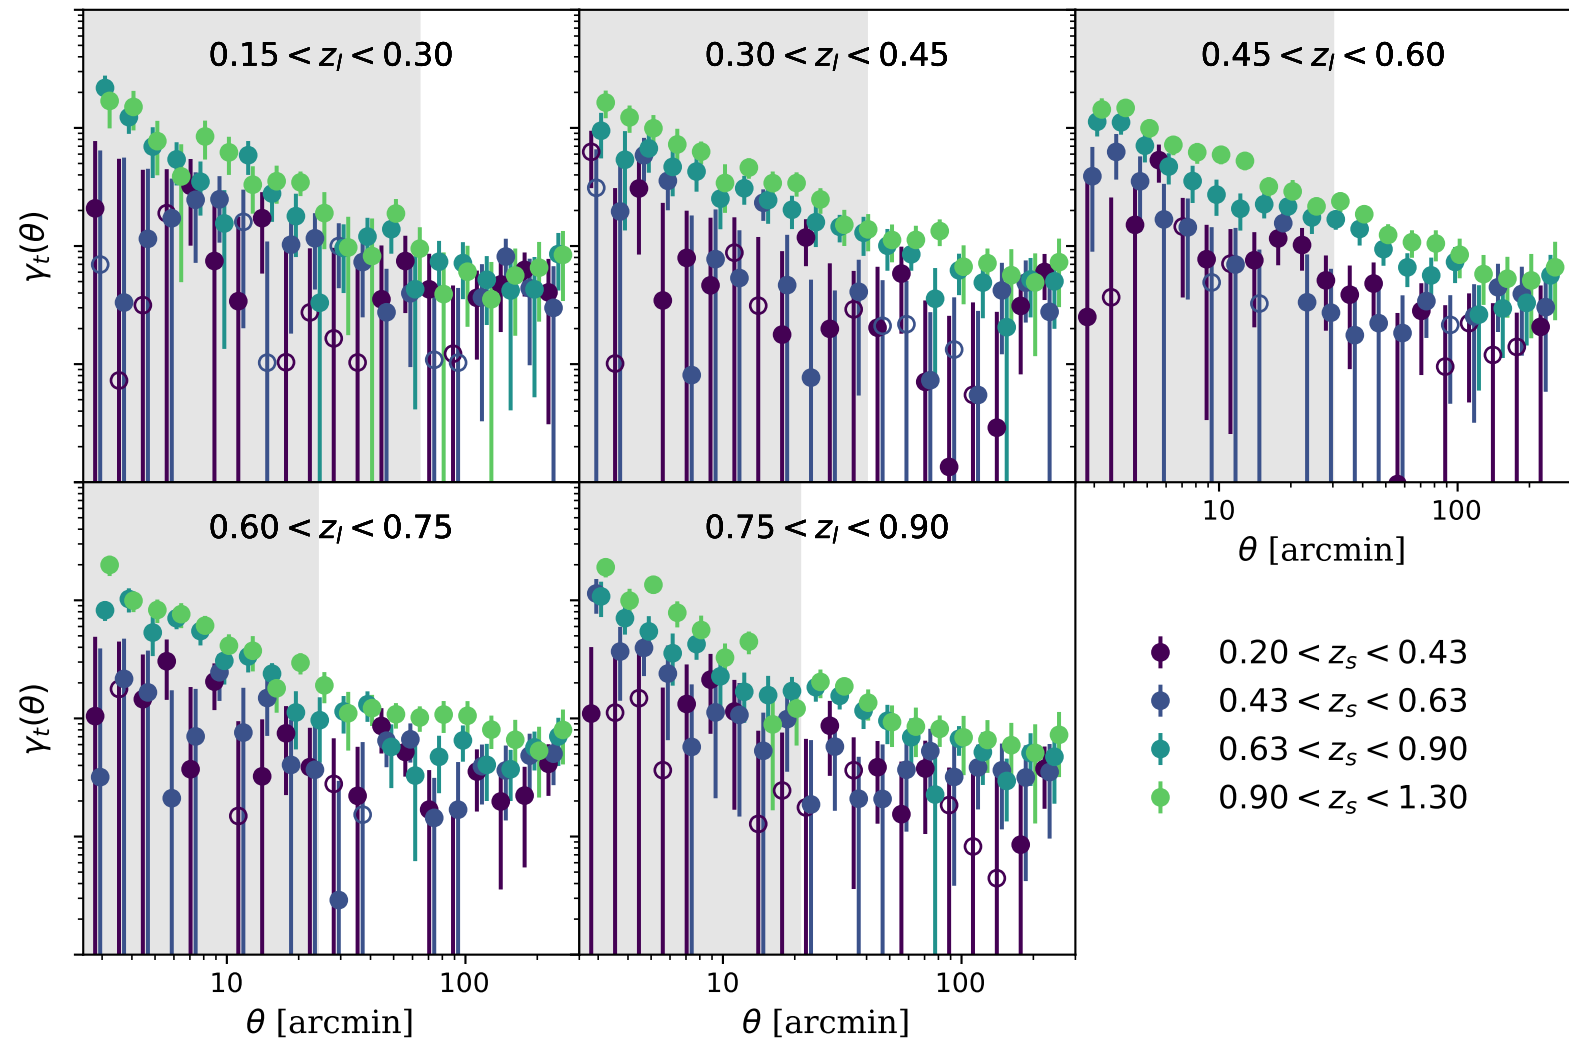 0.15 < z_l < 0.30
0.30 < z_l < 0.45
0.45 < z_l < 0.60
γ_t(θ)
10 100
θ [arcmin]
0.60 < z_l < 0.75
0.75 < z_l < 0.90
γ_t(θ)
0.20 < z_s < 0.43
0.43 < z_s < 0.63
0.63 < z_s < 0.90
0.90 < z_s < 1.30
10 100
10 100
θ [arcmin]
θ [arcmin]